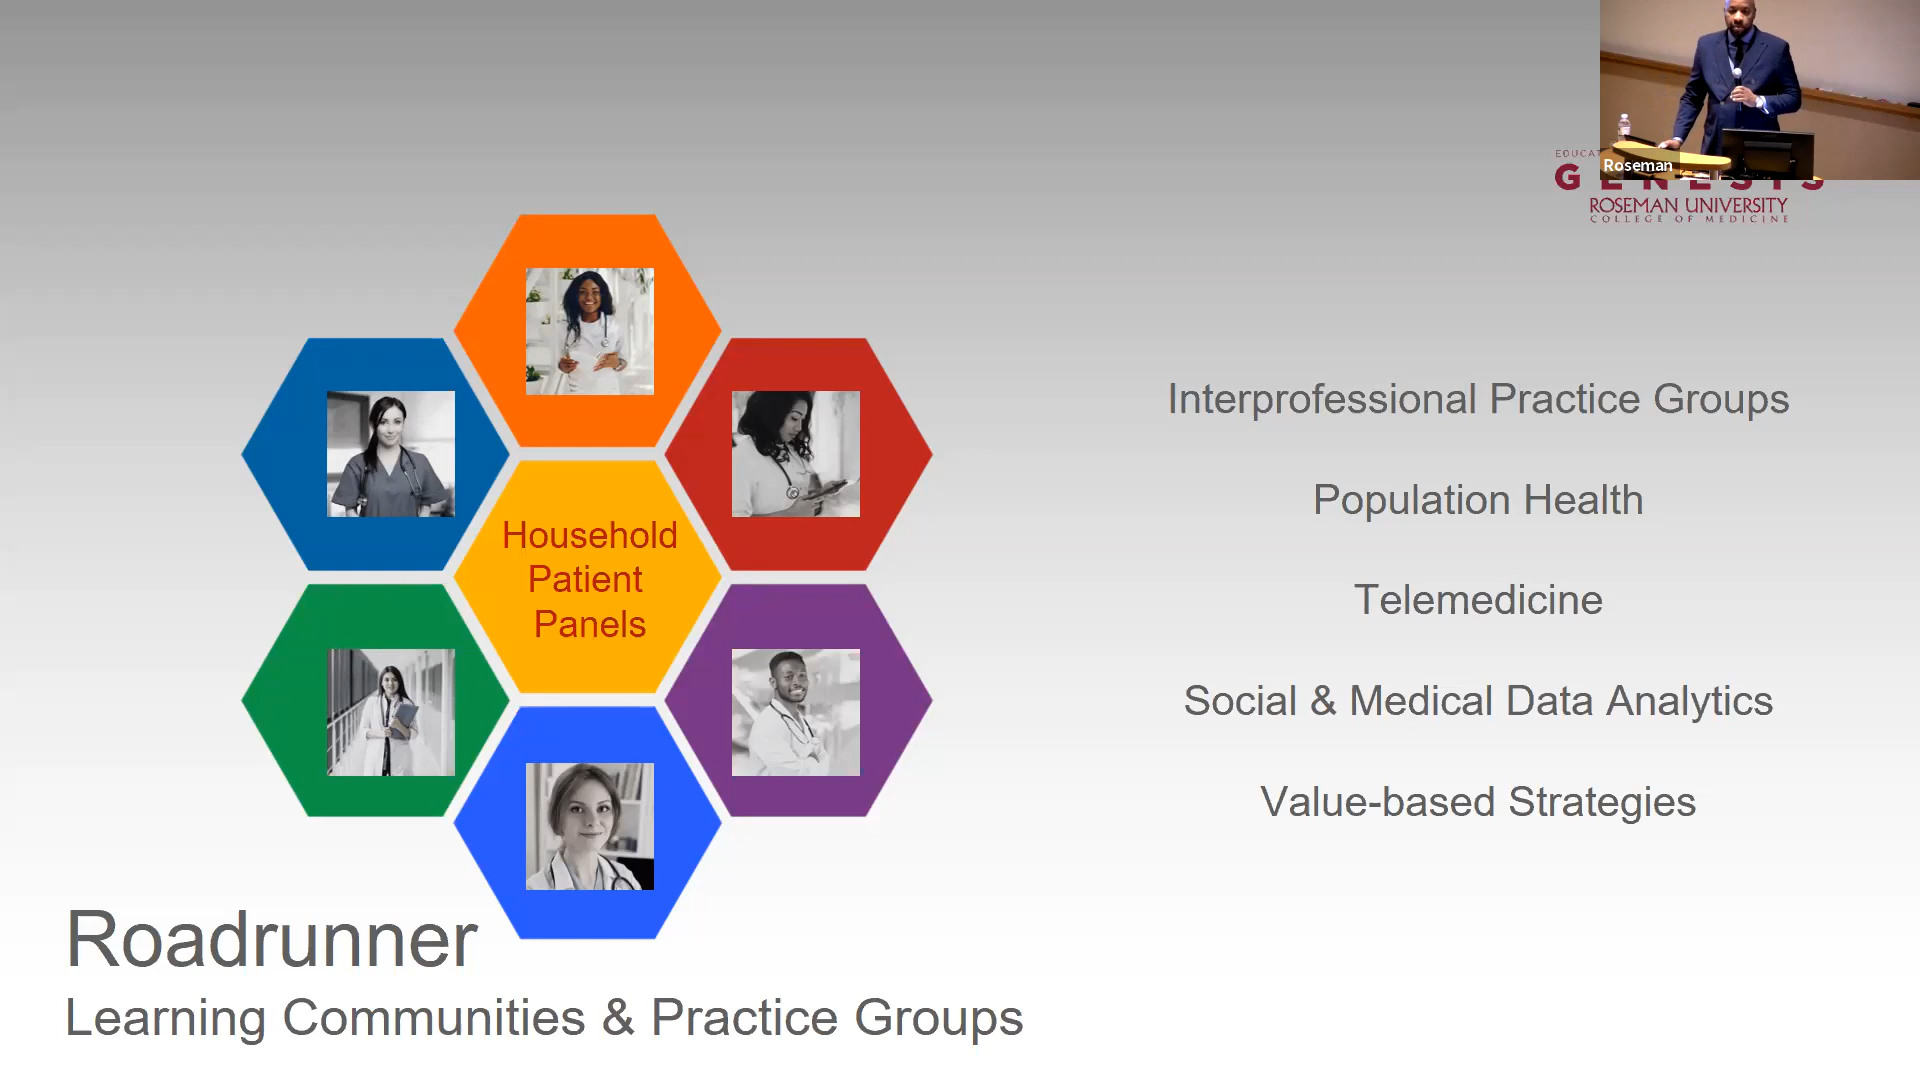 Roseman
GENESIS
ROSEMAN UNIVERSITY
COLLEGE OF MEDICINE
Household
Patient
Panels
Interprofessional Practice Groups
Population Health
Telemedicine
Social & Medical Data Analytics
Value-based Strategies
Roadrunner
Learning Communities & Practice Groups